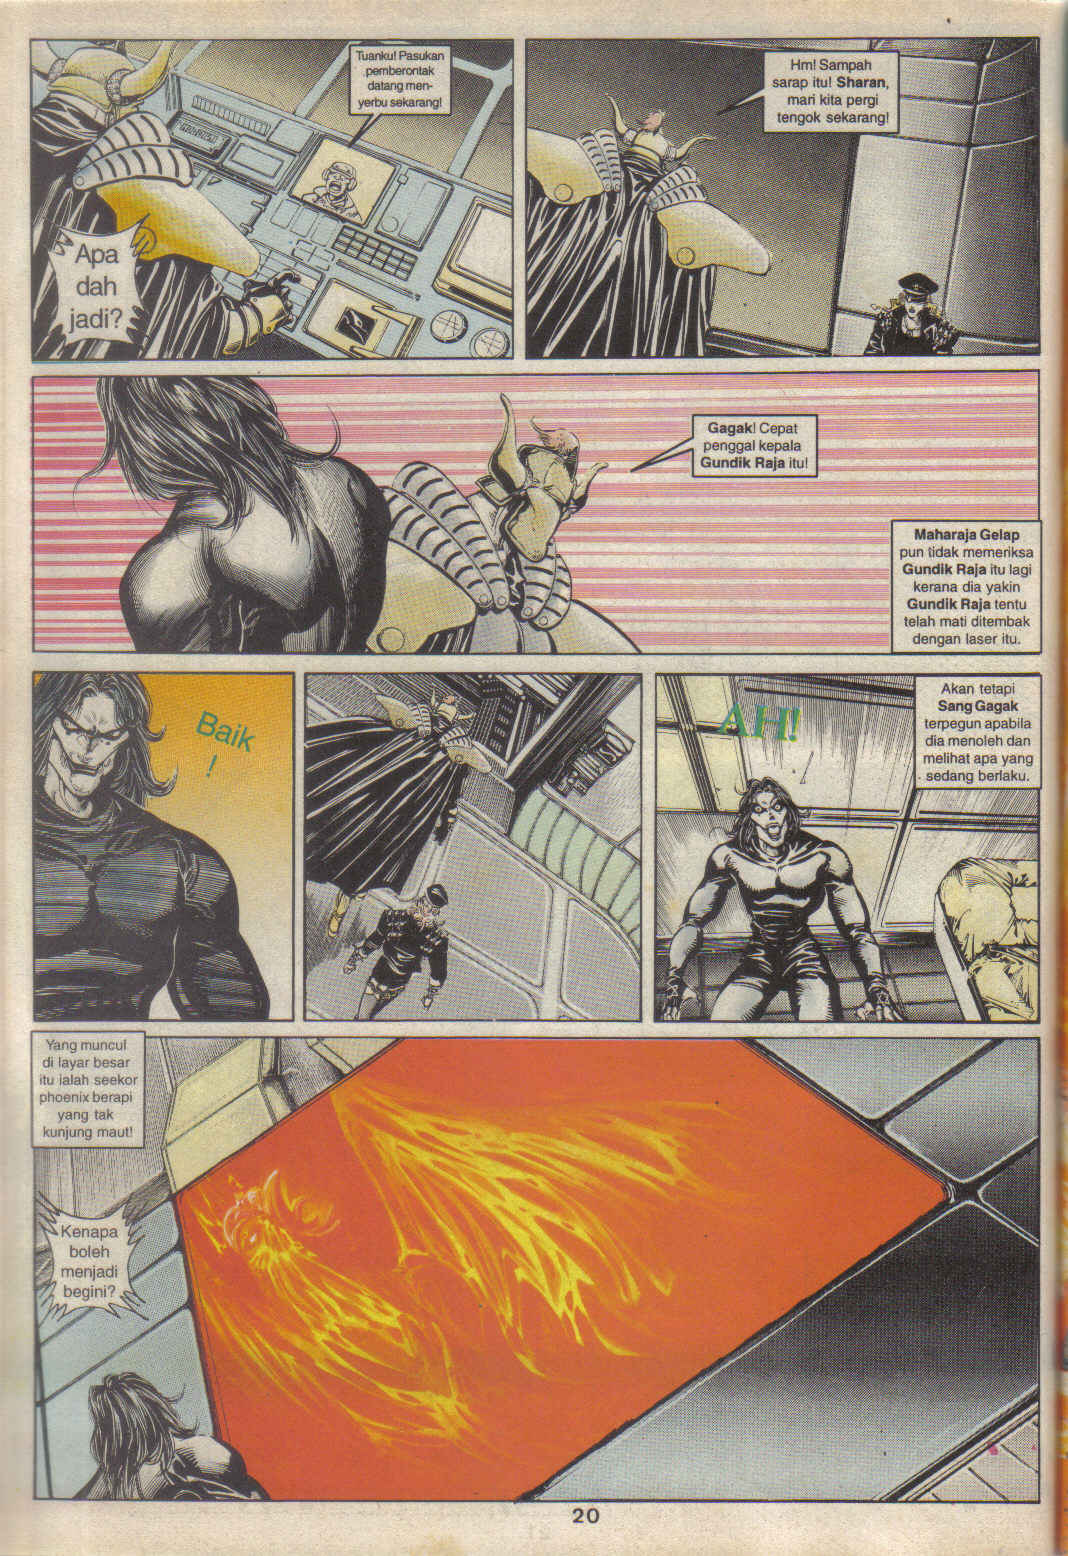 Tuanku! Pasukan
pemberontak
datang men-
yerbu sekarang!
Apa
dah
jadi?
Hm! Sampah
sarap itu! Sharan,
mari kita pergi
tengok sekarang!
Gagak! Cepat
penggal kepala
Gundik Raja itu!
Maharaja Gelap
pun tidak memeriksa
Gundik Raja itu lagi
kerana dia yakin
Gundik Raja tentu
telah mati ditembak
dengan laser itu.
Baik
!
AH!
Akan tetapi
Sang Gagak
terpegun apabila
dia menoleh dan
melihat apa yang
sedang berlaku.
Yang muncul
di layar besar
itu ialah seekor
phoenix berapi
yang tak
kunjung maut!
Kenapa
boleh
menjadi
begini?
20